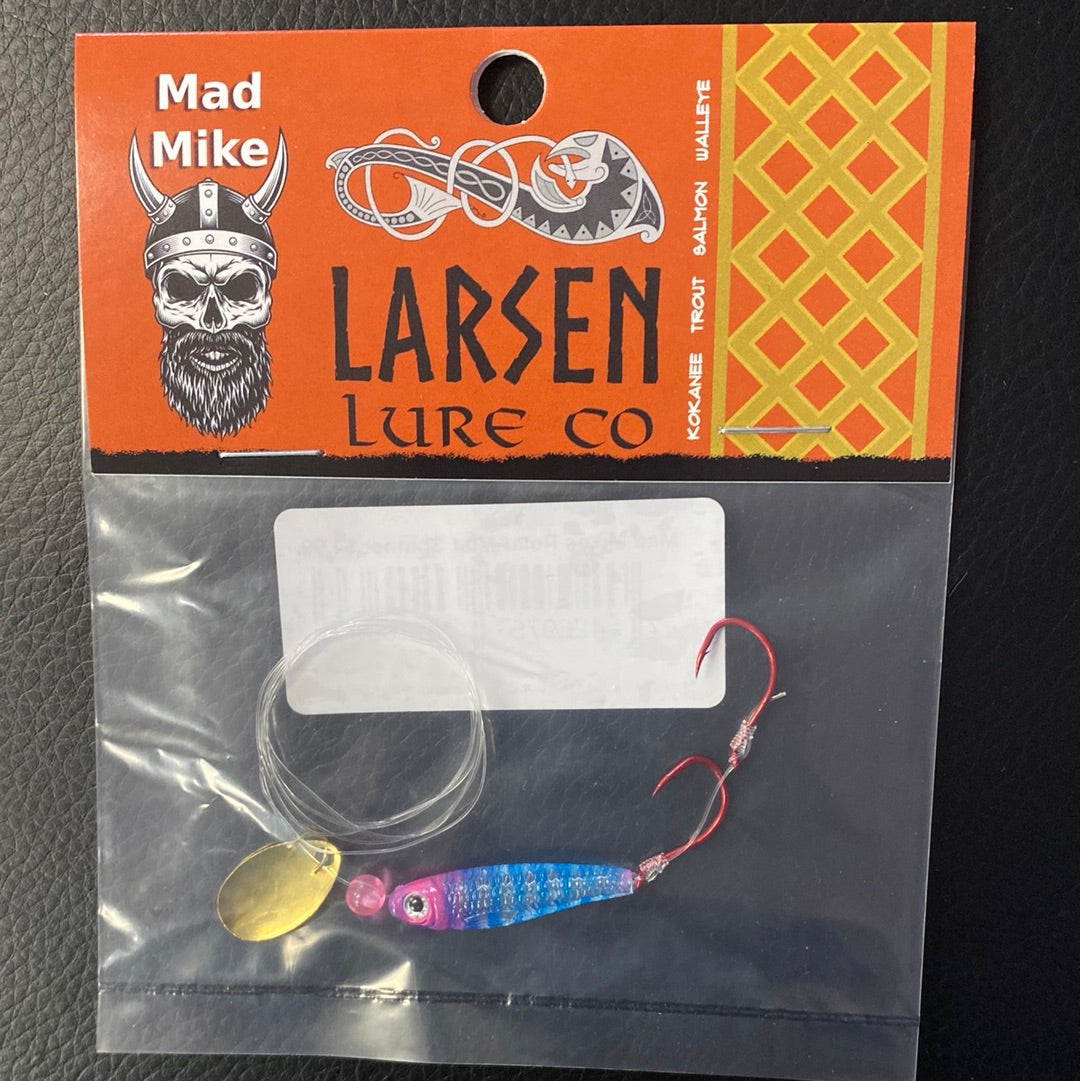 Mad
Mike
LARSEN
LURE CO
KOKANEE TROUT SALMON WALLEYE